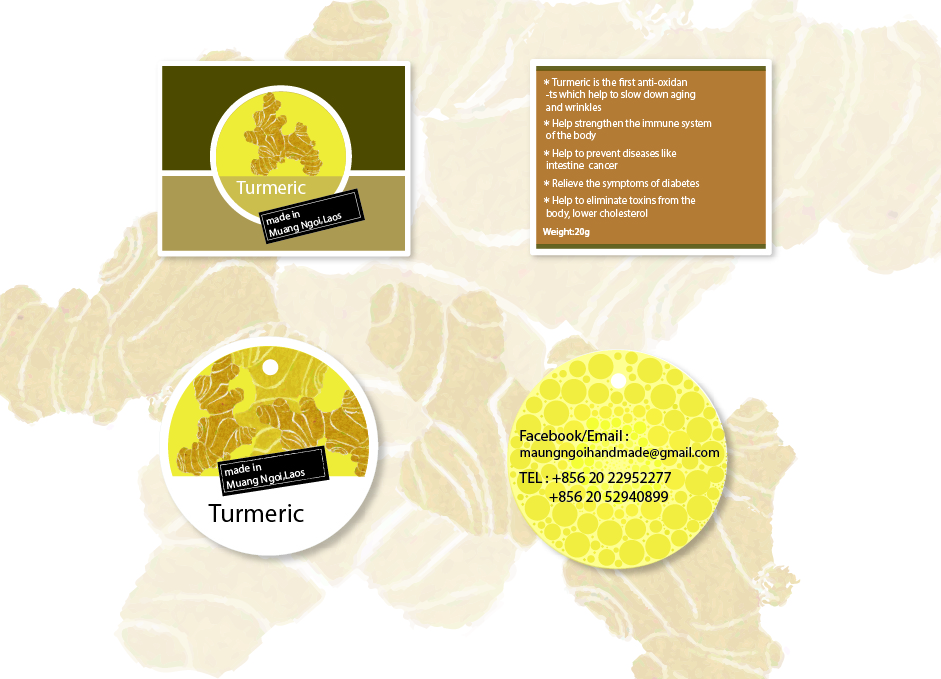 Turmeric
made in
Muang Ngoi,Laos
* Turmeric is the first anti-oxidan
-ts which help to slow down aging
and wrinkles
* Help strengthen the immune system
of the body
* Help to prevent diseases like
intestine cancer
* Relieve the symptoms of diabetes
* Help to eliminate toxins from the
body, lower cholesterol
Weight:20g
made in
Muang Ngoi,Laos
Turmeric
Facebook/Email :
maungngoihandmade@gmail.com
TEL : +856 20 22952277
+856 20 52940899